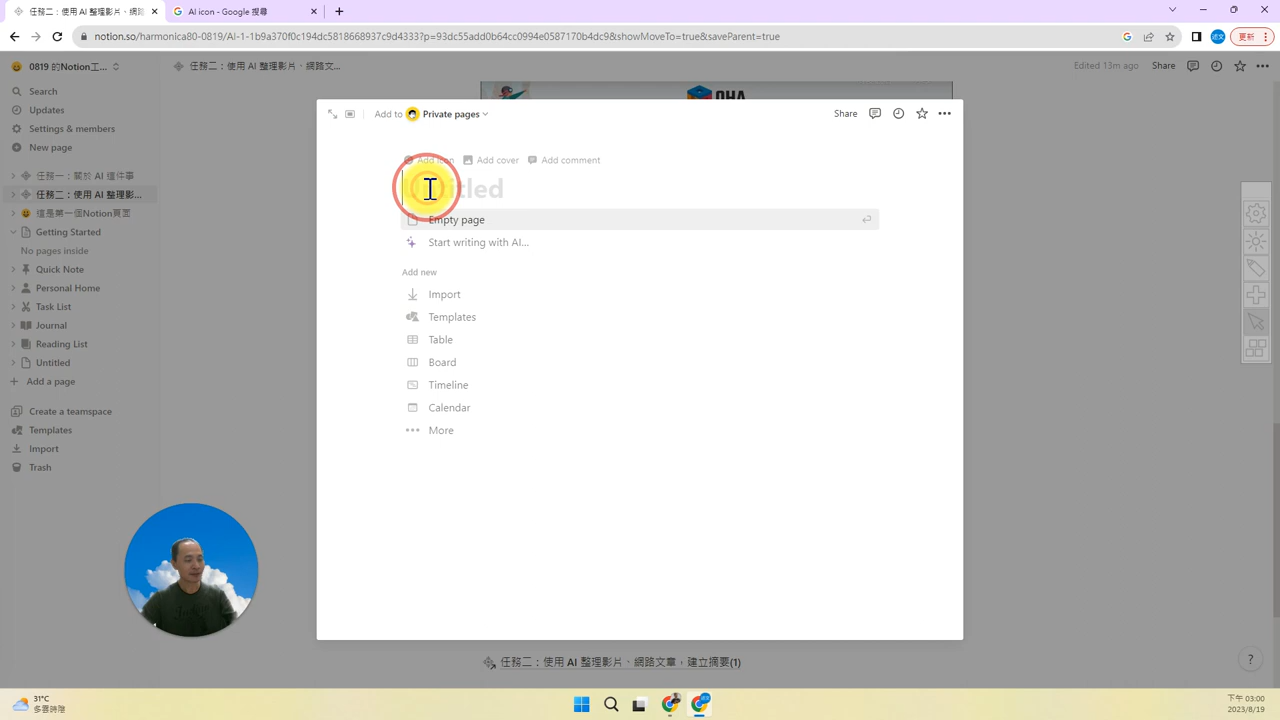 任務二：使用 AI 整理影片、網
AI icon - Google 搜尋
notion.so/harmonica80-0819/AI-1-1b9a370f0c194dc5818668937c9d4333?p=93dc55add0b64cc0994e65180717b4dc9&showMoveTo=true&saveParent=true
更新
0819 的Notion工...
任務二：使用 AI 整理影片、網路文...
Edited 13m ago
Share
Search
Updates
Settings & members
New page
任務一：關於 AI 這件事
任務二：使用 AI 整理影...
這是第一個Notion頁面
Getting Started
No pages inside
Quick Note
Personal Home
Task List
Journal
Reading List
Untitled
Add a page
Create a teamspace
Templates
Import
Trash
OHA
Add to Private pages
Share
Add icon Add cover Add comment
Untitled
Empty page
Start writing with AI...
Add new
Import
Templates
Table
Board
Timeline
Calendar
More
任務二：使用 AI 整理影片、網路文章，建立摘要(1)
?
31°C
多雲時陰
下午 03:00
2023/8/19